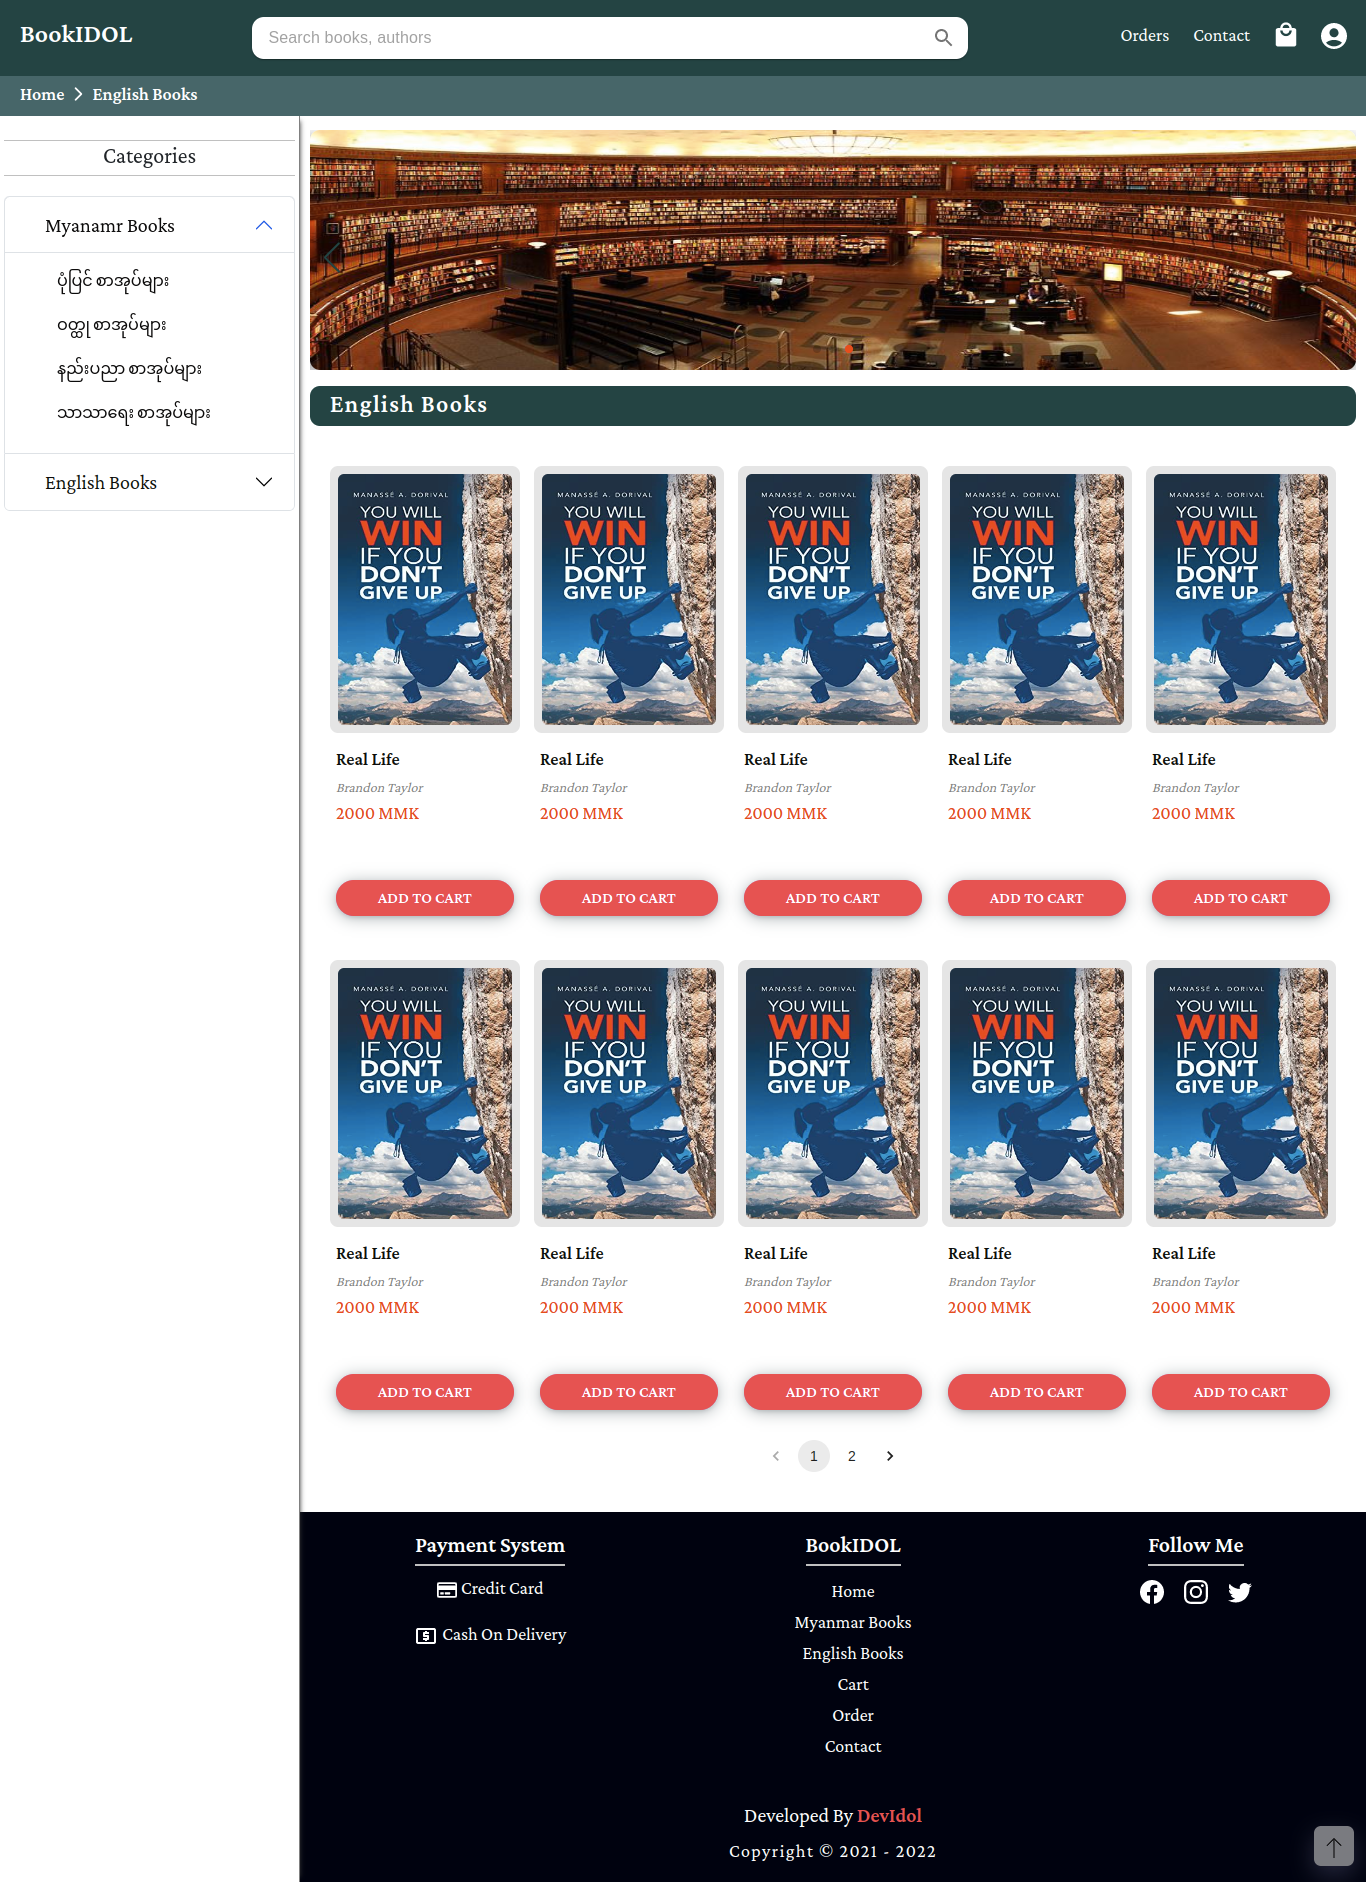 BookIDOL
Search books, authors
Orders
Contact
Home
English Books
Categories
Myanamr Books
ပုံပြင် စာအုပ်များ
ဝတ္ထု စာအုပ်များ
နည်းပညာ စာအုပ်များ
သာသာရေး စာအုပ်များ
English Books
English Books
MANASSÉ A. DORIVAL
YOU WILL
WIN
IF YOU
DON'T
GIVE UP
MANASSÉ A. DORIVAL
YOU WILL
WIN
IF YOU
DON'T
GIVE UP
MANASSÉ A. DORIVAL
YOU WILL
WIN
IF YOU
DON'T
GIVE UP
MANASSÉ A. DORIVAL
YOU WILL
WIN
IF YOU
DON'T
GIVE UP
MANASSÉ A. DORIVAL
YOU WILL
WIN
IF YOU
DON'T
GIVE UP
Real Life
Brandon Taylor
2000 MMK
ADD TO CART
Real Life
Brandon Taylor
2000 MMK
ADD TO CART
Real Life
Brandon Taylor
2000 MMK
ADD TO CART
Real Life
Brandon Taylor
2000 MMK
ADD TO CART
Real Life
Brandon Taylor
2000 MMK
ADD TO CART
MANASSÉ A. DORIVAL
YOU WILL
WIN
IF YOU
DON'T
GIVE UP
MANASSÉ A. DORIVAL
YOU WILL
WIN
IF YOU
DON'T
GIVE UP
MANASSÉ A. DORIVAL
YOU WILL
WIN
IF YOU
DON'T
GIVE UP
MANASSÉ A. DORIVAL
YOU WILL
WIN
IF YOU
DON'T
GIVE UP
MANASSÉ A. DORIVAL
YOU WILL
WIN
IF YOU
DON'T
GIVE UP
Real Life
Brandon Taylor
2000 MMK
ADD TO CART
Real Life
Brandon Taylor
2000 MMK
ADD TO CART
Real Life
Brandon Taylor
2000 MMK
ADD TO CART
Real Life
Brandon Taylor
2000 MMK
ADD TO CART
Real Life
Brandon Taylor
2000 MMK
ADD TO CART
1
2
Payment System
Credit Card
Cash On Delivery
BookIDOL
Home
Myanmar Books
English Books
Cart
Order
Contact
Follow Me
Developed By DevIdol
Copyright © 2021 - 2022